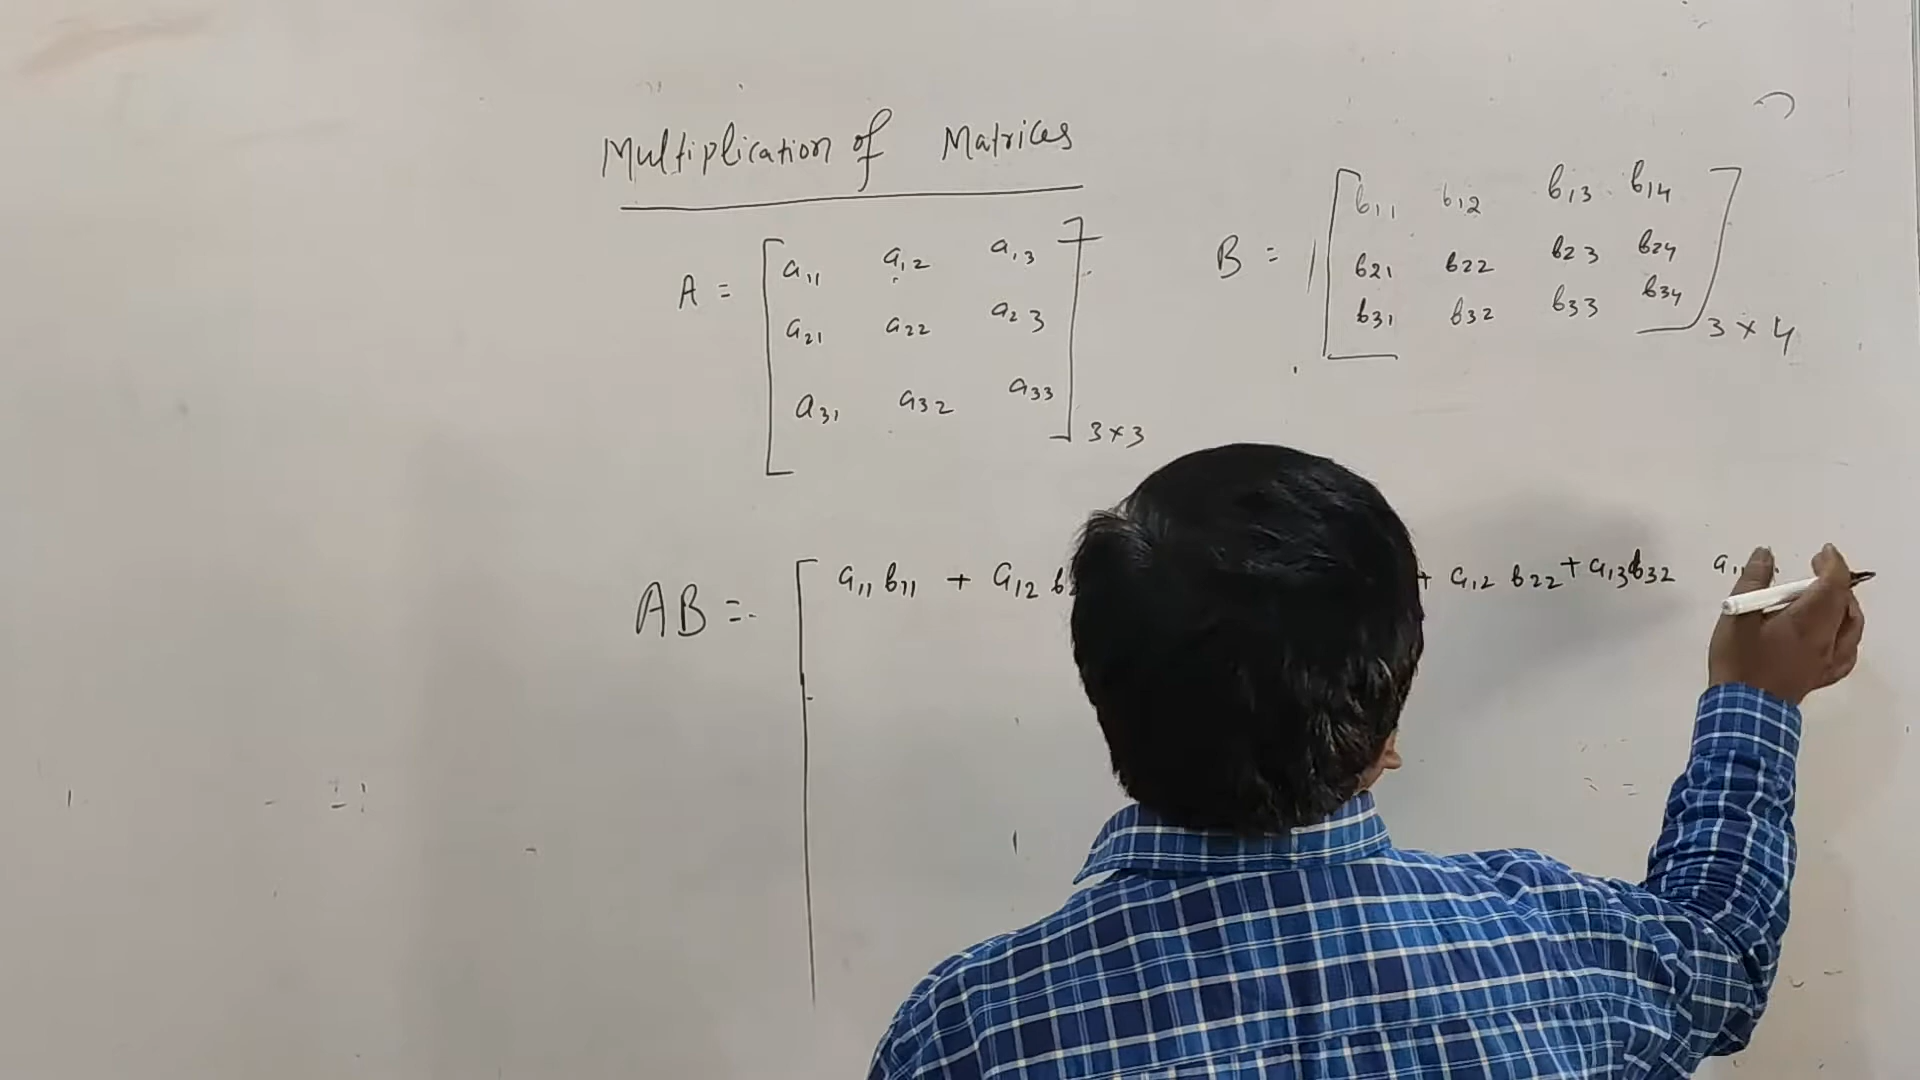 Multiplication of Matrices
A = [ a11 a12 a13
a21 a22 a23
a31 a32 a33 ] 3×3
B = [ b11 b12 b13 b14
b21 b22 b23 b24
b31 b32 b33 b34 ] 3×4
AB = [ a11 b11 + a12 b + a12 b22 + a13 b32 a11